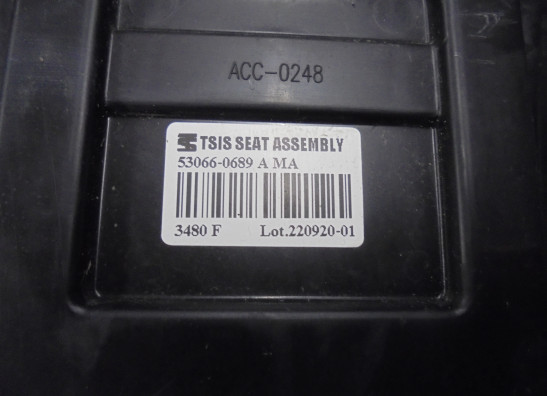 ACC-0248
TSIS SEAT ASSEMBLY
53066-0689 A MA
3480 F Lot.220920-01